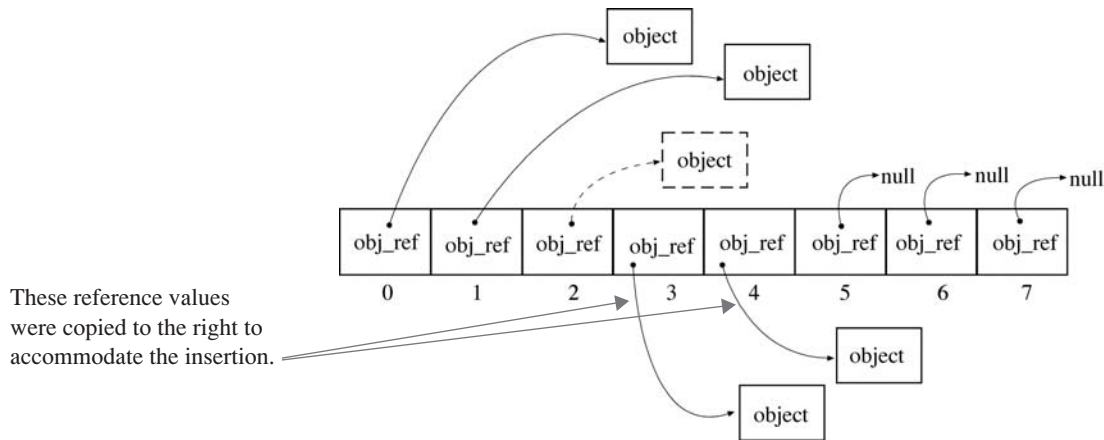 object
object
object
null null null
obj_ref obj_ref obj_ref obj_ref obj_ref obj_ref obj_ref obj_ref
0 1 2 3 4 5 6 7
These reference values
were copied to the right to
accommodate the insertion.
object
object